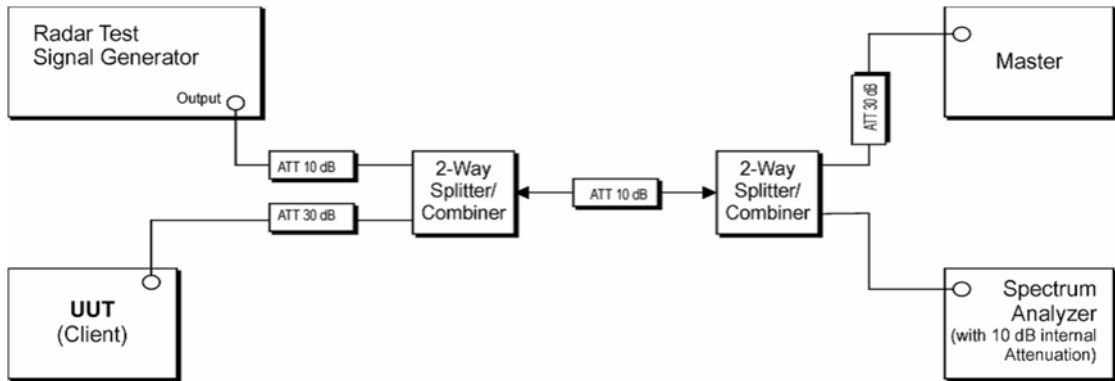 Radar Test
Signal Generator
Output
ATT 10 dB
2-Way
Splitter/
Combiner
ATT 30 dB
UUT
(Client)
ATT 10 dB
2-Way
Splitter/
Combiner
ATT 30 dB
Master
Spectrum
Analyzer
(with 10 dB internal
Attenuation)